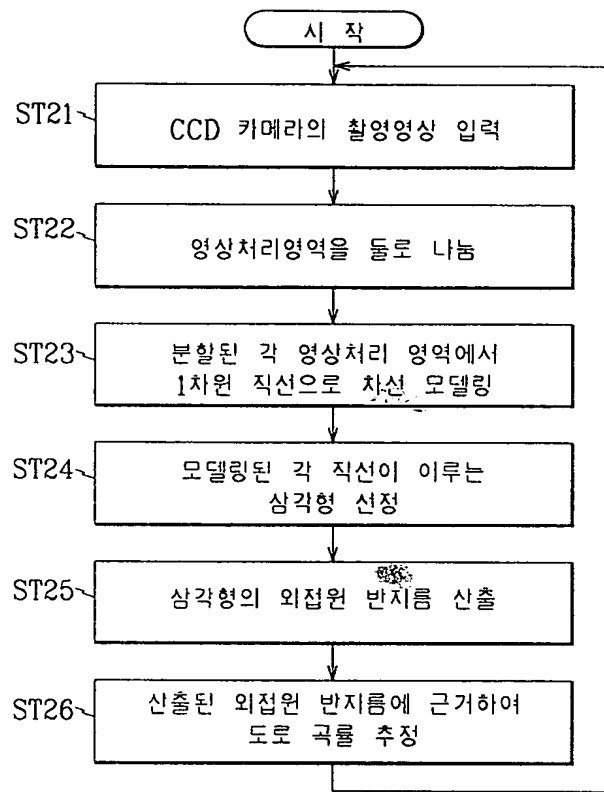 시 작
ST21
CCD 카메라의 촬영영상 입력
ST22
영상처리영역을 둘로 나눔
ST23
분할된 각 영상처리 영역에서
1차원 직선으로 차선 모델링
ST24
모델링된 각 직선이 이루는
삼각형 선정
ST25
삼각형의 외접원 반지름 산출
ST26
산출된 외접원 반지름에 근거하여
도로 곡률 추정